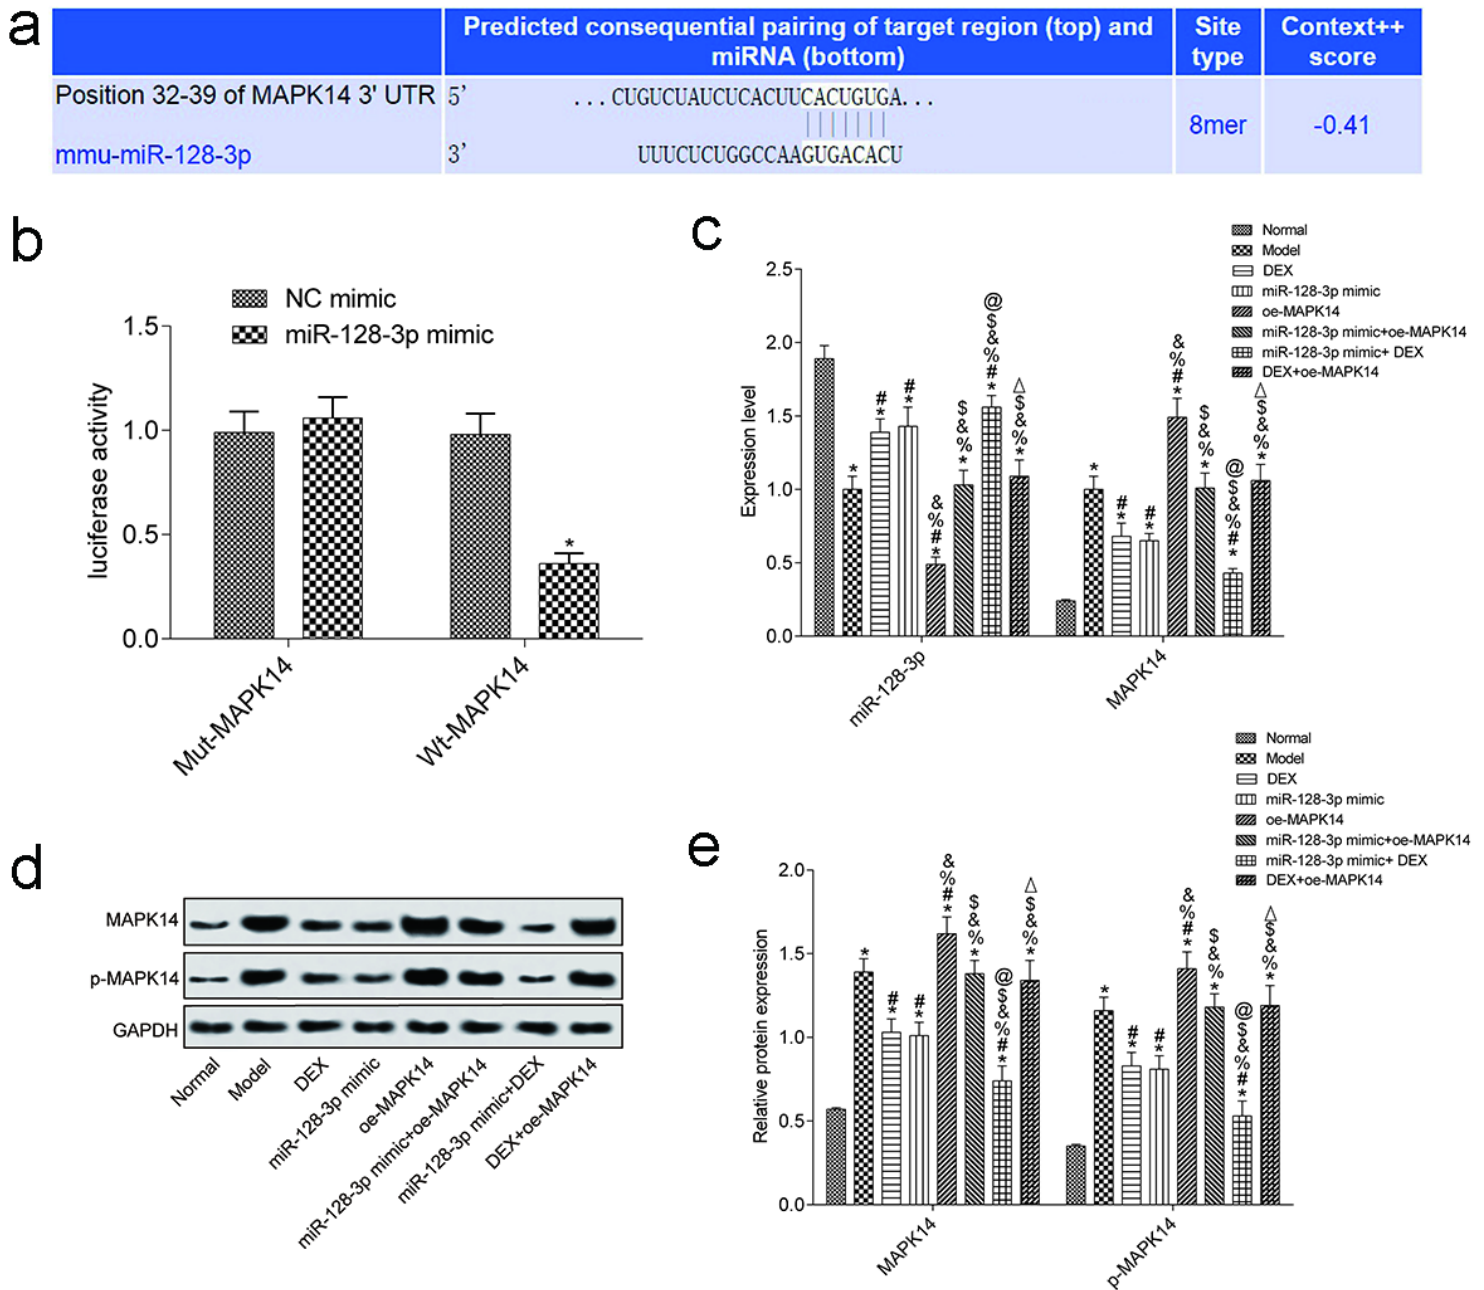 a
Predicted consequential pairing of target region (top) and
miRNA (bottom)
Site
type
Context++
score
Position 32-39 of MAPK14 3' UTR
5'
...CUGUCUAUCUCACUUCACUGUGA...
mmu-miR-128-3p
3'
UUUCUCUGGCCAAGUGACACU
8mer
-0.41
b
NC mimic
miR-128-3p mimic
luciferase activity
1.5
1.0
0.5
0.0
*
Mut-MAPK14
Wt-MAPK14
c
Normal
Model
DEX
miR-128-3p mimic
oe-MAPK14
miR-128-3p mimic+oe-MAPK14
miR-128-3p mimic+ DEX
DEX+oe-MAPK14
Expression level
2.5
2.0
1.5
1.0
0.5
0.0
*
#
*
#
*
&
%
#
*
$
&
%
*
@
$
&
%
#
*
△
$
&
%
*
*
#
*
#
*
&
%
#
*
$
&
%
*
@
$
&
%
#
*
△
$
&
%
*
miR-128-3p
MAPK14
d
MAPK14
p-MAPK14
GAPDH
Normal
Model
DEX
miR-128-3p mimic
oe-MAPK14
miR-128-3p mimic+oe-MAPK14
miR-128-3p mimic+DEX
DEX+oe-MAPK14
e
Normal
Model
DEX
miR-128-3p mimic
oe-MAPK14
miR-128-3p mimic+oe-MAPK14
miR-128-3p mimic+ DEX
DEX+oe-MAPK14
Relative protein expression
2.0
1.5
1.0
0.5
0.0
*
#
*
#
*
&
%
#
*
$
&
%
*
@
$
&
%
#
*
△
$
&
%
*
*
#
*
#
*
&
%
#
*
$
&
%
*
@
$
&
%
#
*
△
$
&
%
*
MAPK14
p-MAPK14